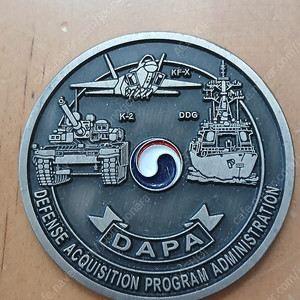 KF-X
K-2
DDG
DAPA
DEFENSE ACQUISITION PROGRAM ADMINISTRATION